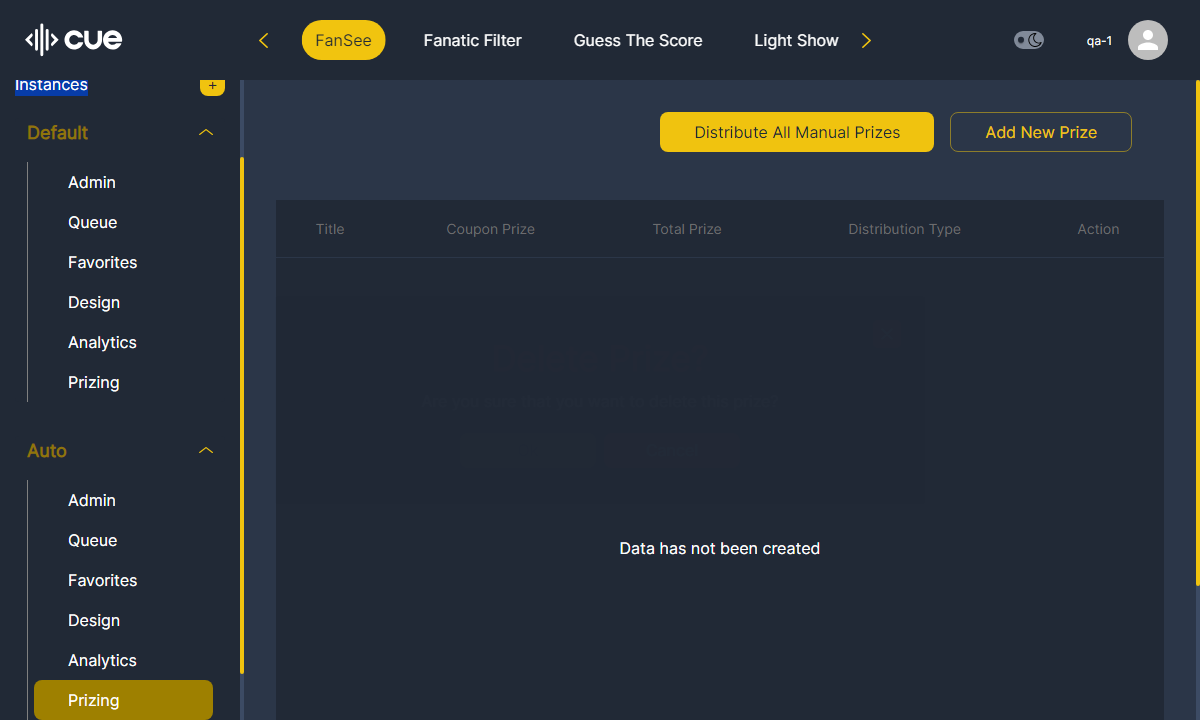 cue
FanSee
Fanatic Filter
Guess The Score
Light Show
qa-1
Instances
+
Default
Admin
Queue
Favorites
Design
Analytics
Prizing
Auto
Admin
Queue
Favorites
Design
Analytics
Prizing
Distribute All Manual Prizes
Add New Prize
Title Coupon Prize Total Prize Distribution Type Action
Data has not been created